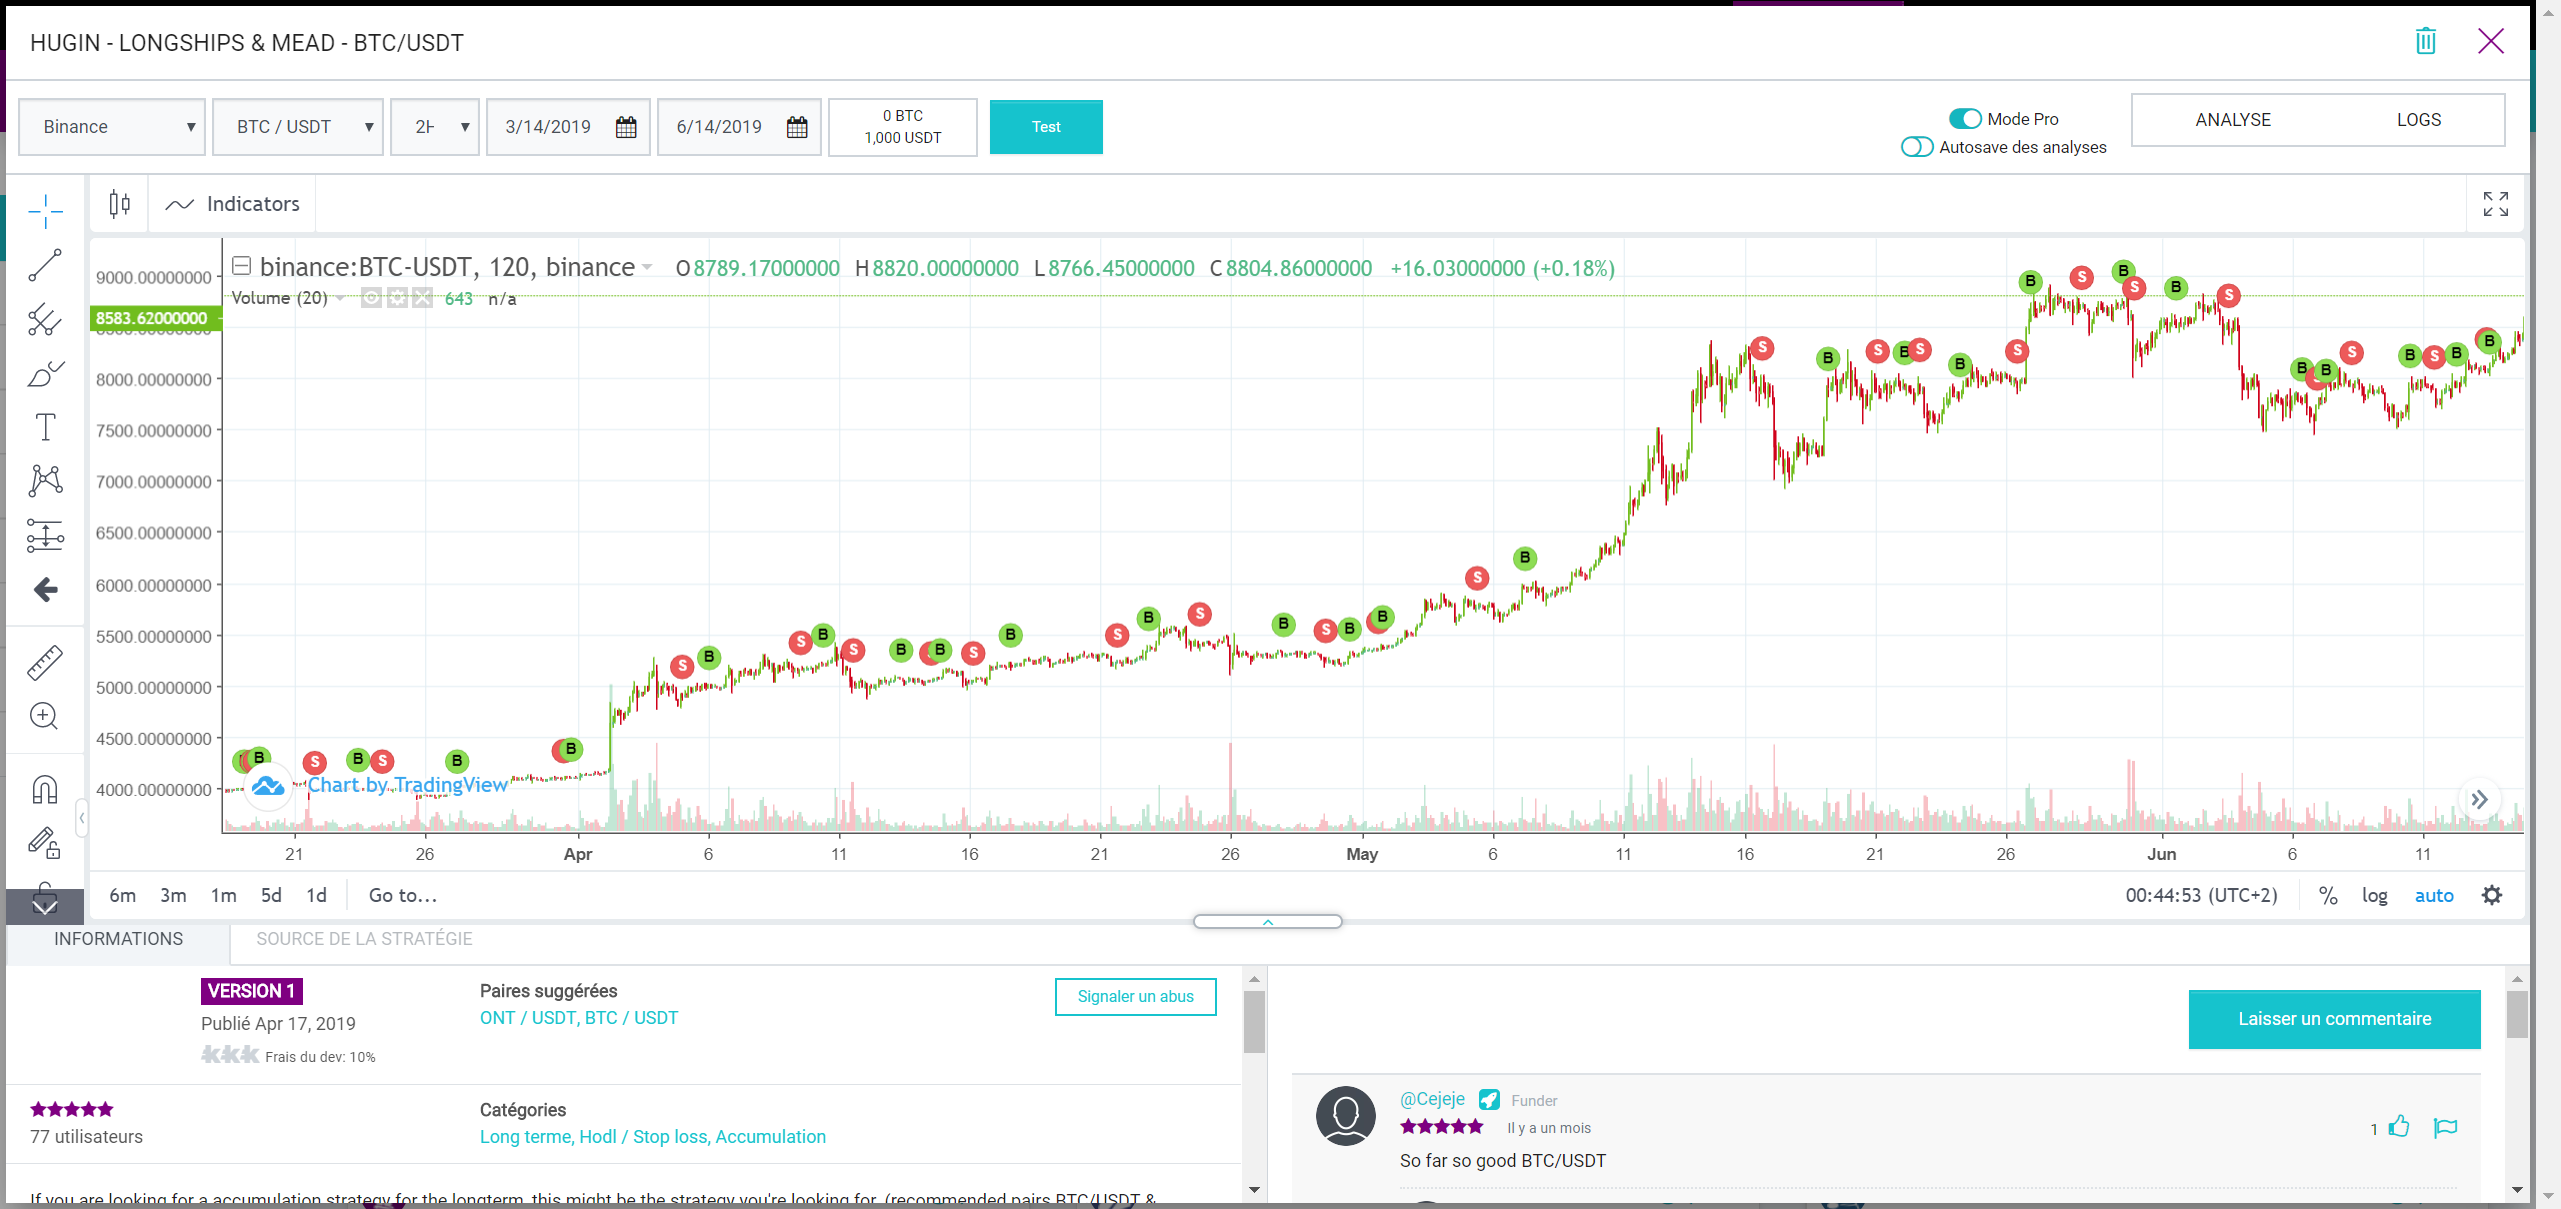 HUGIN - LONGSHIPS & MEAD - BTC/USDT
Binance
BTC / USDT
3/14/2019
6/14/2019
0 BTC
1,000 USDT
Test
Mode Pro
Autosave des analyses
ANALYSE
LOGS
Indicators
binance:BTC-USDT, 120, binance
O8789.17000000 H8820.00000000 L8766.45000000 C8804.86000000 +16.03000000 (+0.18%)
Volume (20) 643 n/a
9000.00000000
8583.62000000
8000.00000000
7500.00000000
7000.00000000
6500.00000000
6000.00000000
5500.00000000
5000.00000000
4500.00000000
4000.00000000
Chart by TradingView
21 26 Apr 6 11 16 21 26 May 6 11 16 21 26 Jun 6 11
6m 3m 1m 5d 1d Go to...
00:44:53 (UTC+2) % log auto
INFORMATIONS
SOURCE DE LA STRATÉGIE
VERSION 1
Publié Apr 17, 2019
Frais du dev: 10%
Paires suggérées
ONT / USDT, BTC / USDT
Signaler un abus
77 utilisateurs
Catégories
Long terme, Hodl / Stop loss, Accumulation
If you are looking for a accumulation strategy for the longterm, this might be the strategy you're looking for. (recommended pairs BTC/USDT &
Laisser un commentaire
@Cejeje Funder
Il y a un mois
1
So far so good BTC/USDT